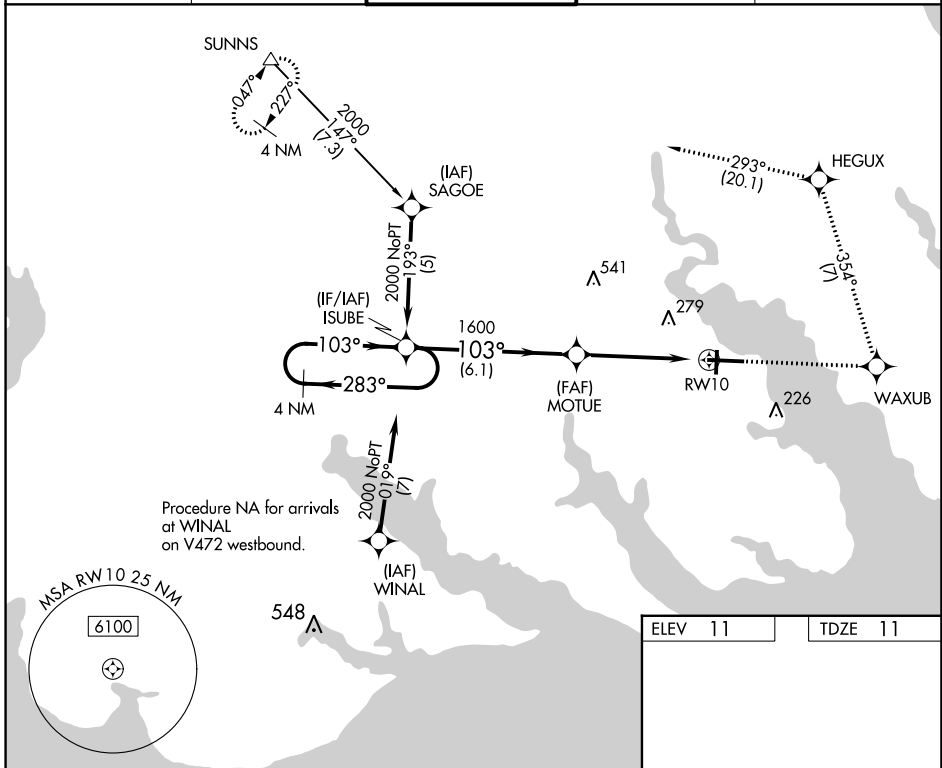 SUNNS
047°
227°
4 NM
2000
147°
(7.3)
(IAF)
SAGOE
293°
(20.1)
HEGUX
354°
(7)
2000 NoPT
193°
(5)
541
279
(IF/IAF)
ISUBE
103°
283°
4 NM
1600
103°
(6.1)
(FAF)
MOTUE
RW10
226
WAXUB
2000 NoPT
019°
(7)
Procedure NA for arrivals
at WINAL
on V472 westbound.
(IAF)
WINAL
548
MSA RW10 25 NM
6100
ELEV 11
TDZE 11